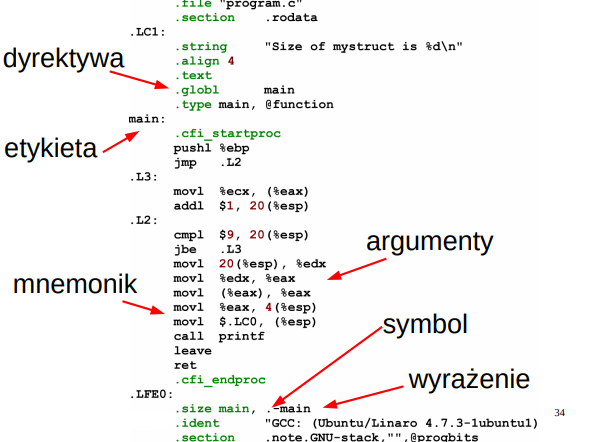 .file "program.c"
.section .rodata
.LC1:
.string "Size of mystruct is %d\n"
dyrektywa
.align 4
.text
.globl main
.type main, @function
main:
.cfi_startproc
etykieta
pushl %ebp
jmp .L2
.L3:
movl %ecx, (%eax)
addl $1, 20(%esp)
.L2:
cmpl $9, 20(%esp)
argumenty
jbe .L3
movl 20(%esp), %edx
movl %edx, %eax
mnemonik
movl (%eax), %eax
movl %eax, 4(%esp)
movl $.LC0, (%esp)
symbol
call printf
leave
ret
.cfi_endproc
wyrażenie
.LFE0:
.size main, .-main
34
.ident "GCC: (Ubuntu/Linaro 4.7.3-1ubuntu1)
.section .note.GNU-stack,"",@progbits